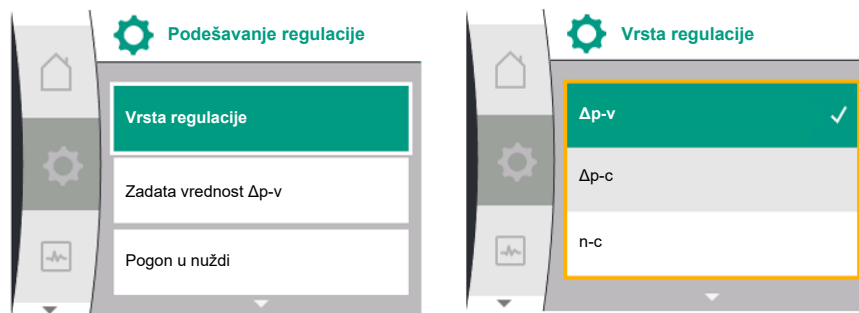 Podešavanje regulacije
Vrsta regulacije
Zadata vrednost Δp-v
Pogon u nuždi
Vrsta regulacije
Δp-v
Δp-c
n-c